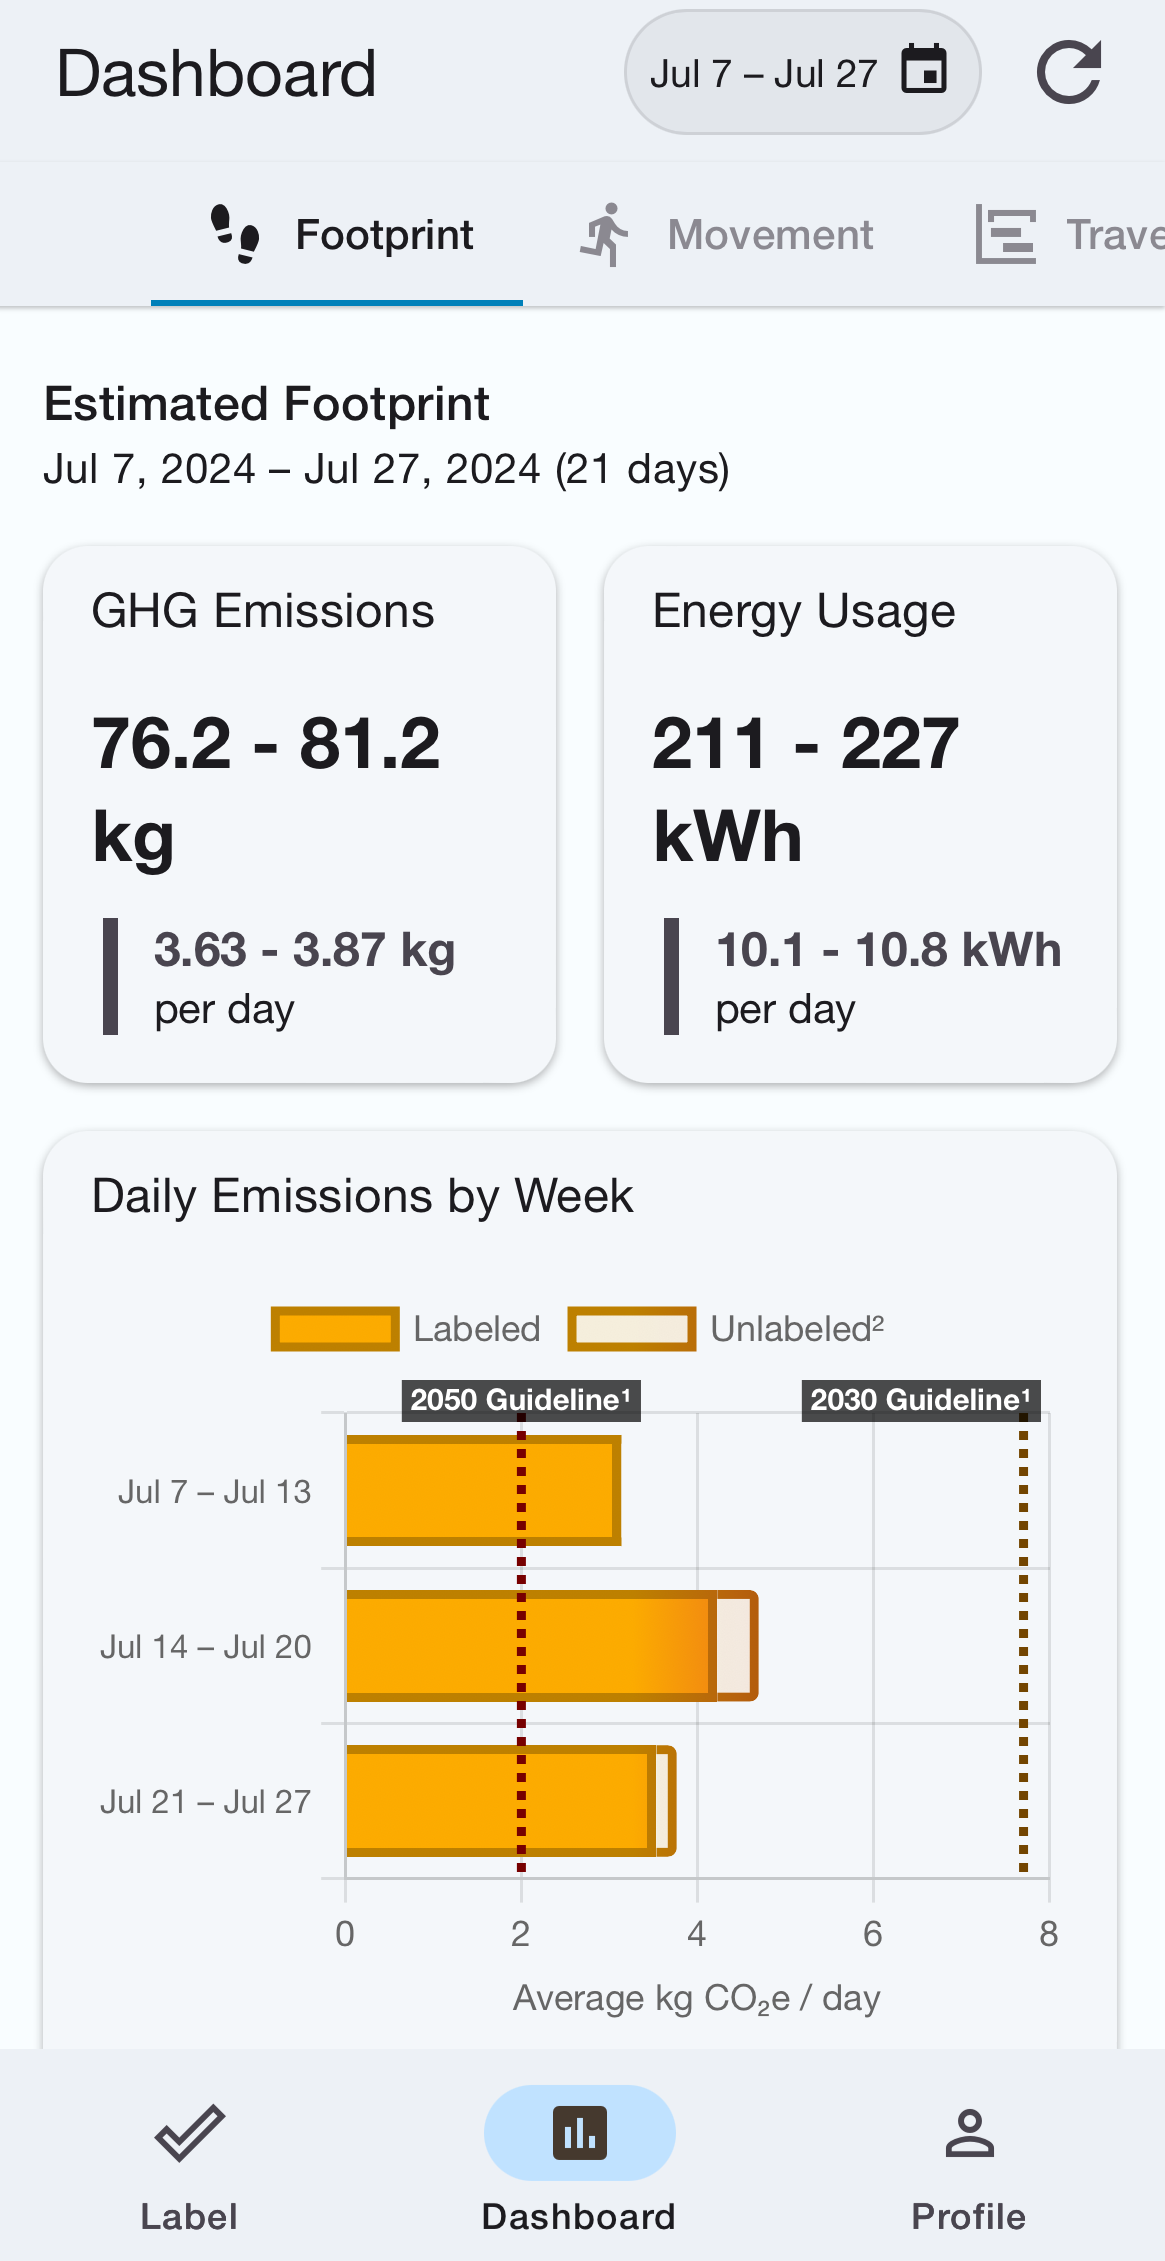 Dashboard
Jul 7 – Jul 27
Footprint
Movement
Trave
Estimated Footprint
Jul 7, 2024 – Jul 27, 2024 (21 days)
GHG Emissions
76.2 - 81.2
kg
3.63 - 3.87 kg
per day
Energy Usage
211 - 227
kWh
10.1 - 10.8 kWh
per day
Daily Emissions by Week
Labeled
Unlabeled²
2050 Guideline¹
2030 Guideline¹
Jul 7 – Jul 13
Jul 14 – Jul 20
Jul 21 – Jul 27
0 2 4 6 8
Average kg CO₂e / day
Label
Dashboard
Profile